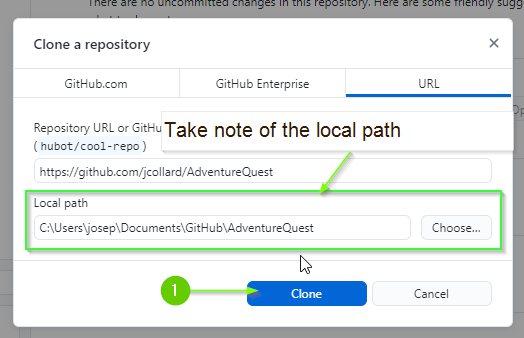 There are no uncommitted changes in this repository. Here are some friendly
Clone a repository
GitHub.com
GitHub Enterprise
URL
Repository URL or GitHu
Take note of the local path
(hubot/cool-repo)
https://github.com/jcollard/AdventureQuest
Local path
C:\Users\josep\Documents\GitHub\AdventureQuest
Choose...
1
Clone
Cancel